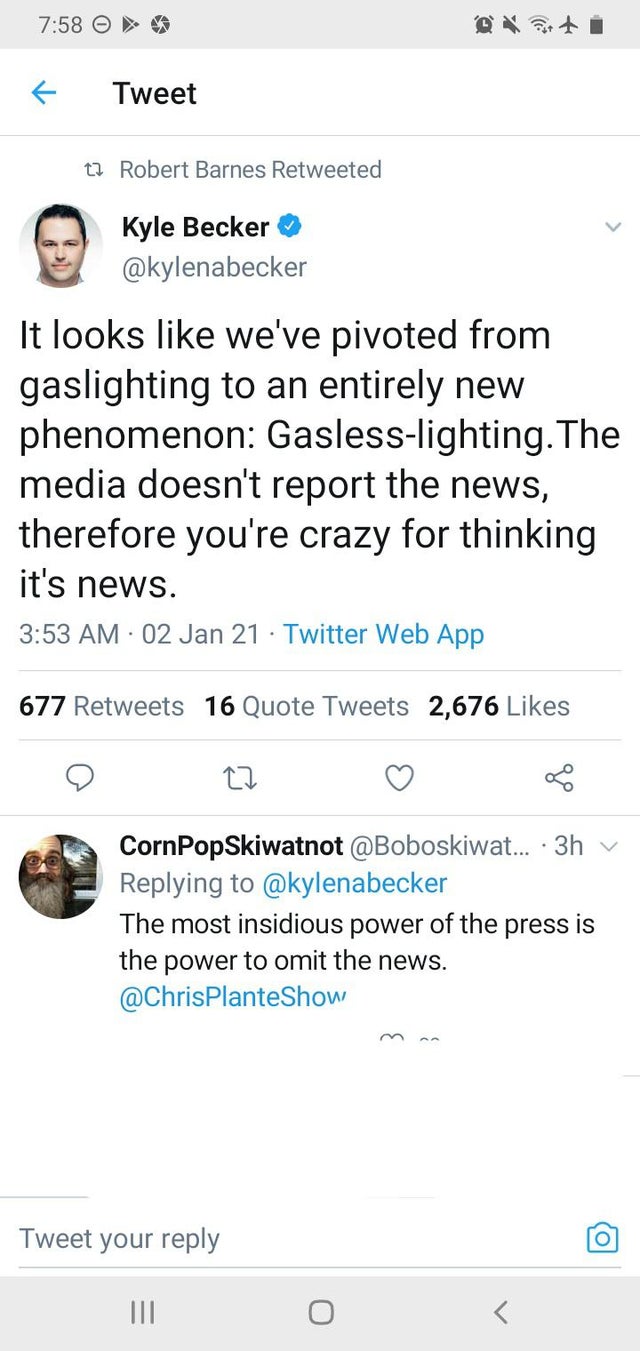 7:58
Tweet
Robert Barnes Retweeted
Kyle Becker
@kylenabecker
It looks like we've pivoted from
gaslighting to an entirely new
phenomenon: Gasless-lighting.The
media doesn't report the news,
therefore you're crazy for thinking
it's news.
3:53 AM · 02 Jan 21 · Twitter Web App
677 Retweets 16 Quote Tweets 2,676 Likes
CornPopSkiwatnot @Boboskiwat... · 3h
Replying to @kylenabecker
The most insidious power of the press is
the power to omit the news.
@ChrisPlanteShow
Tweet your reply